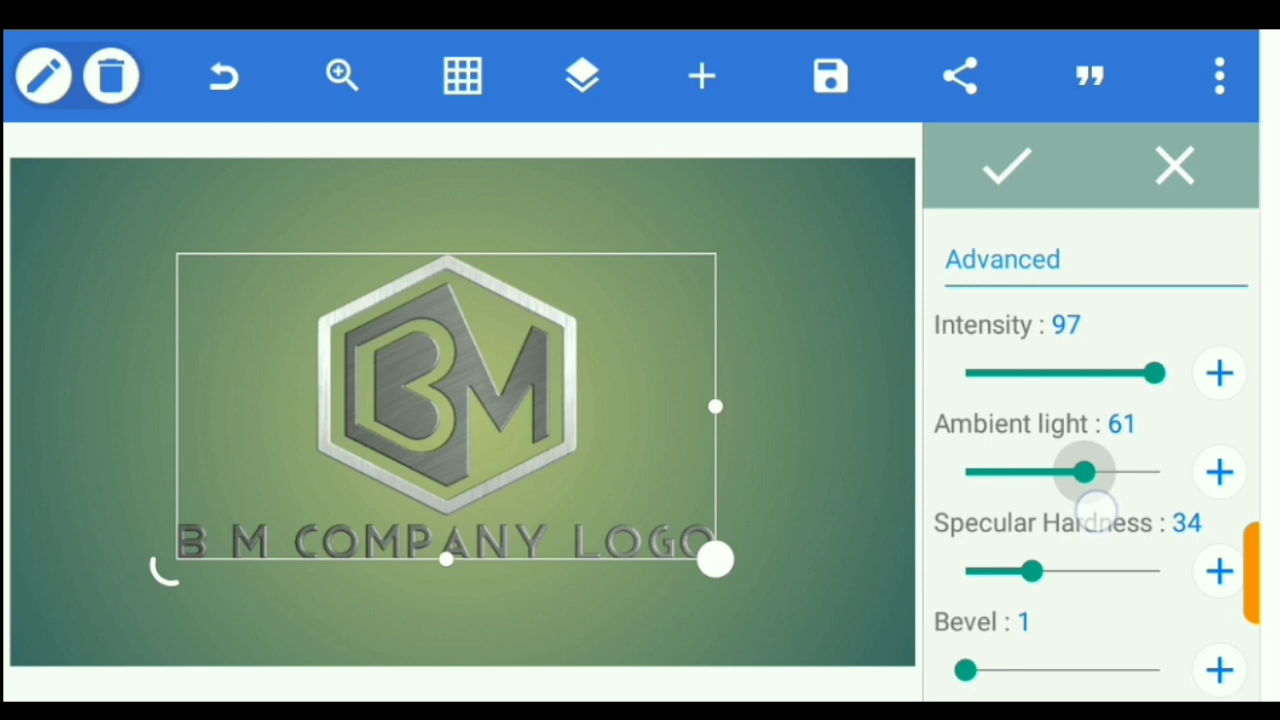 Advanced
Intensity : 97
Ambient light : 61
Specular Hardness : 34
Bevel : 1
BM
B M COMPANY LOGO